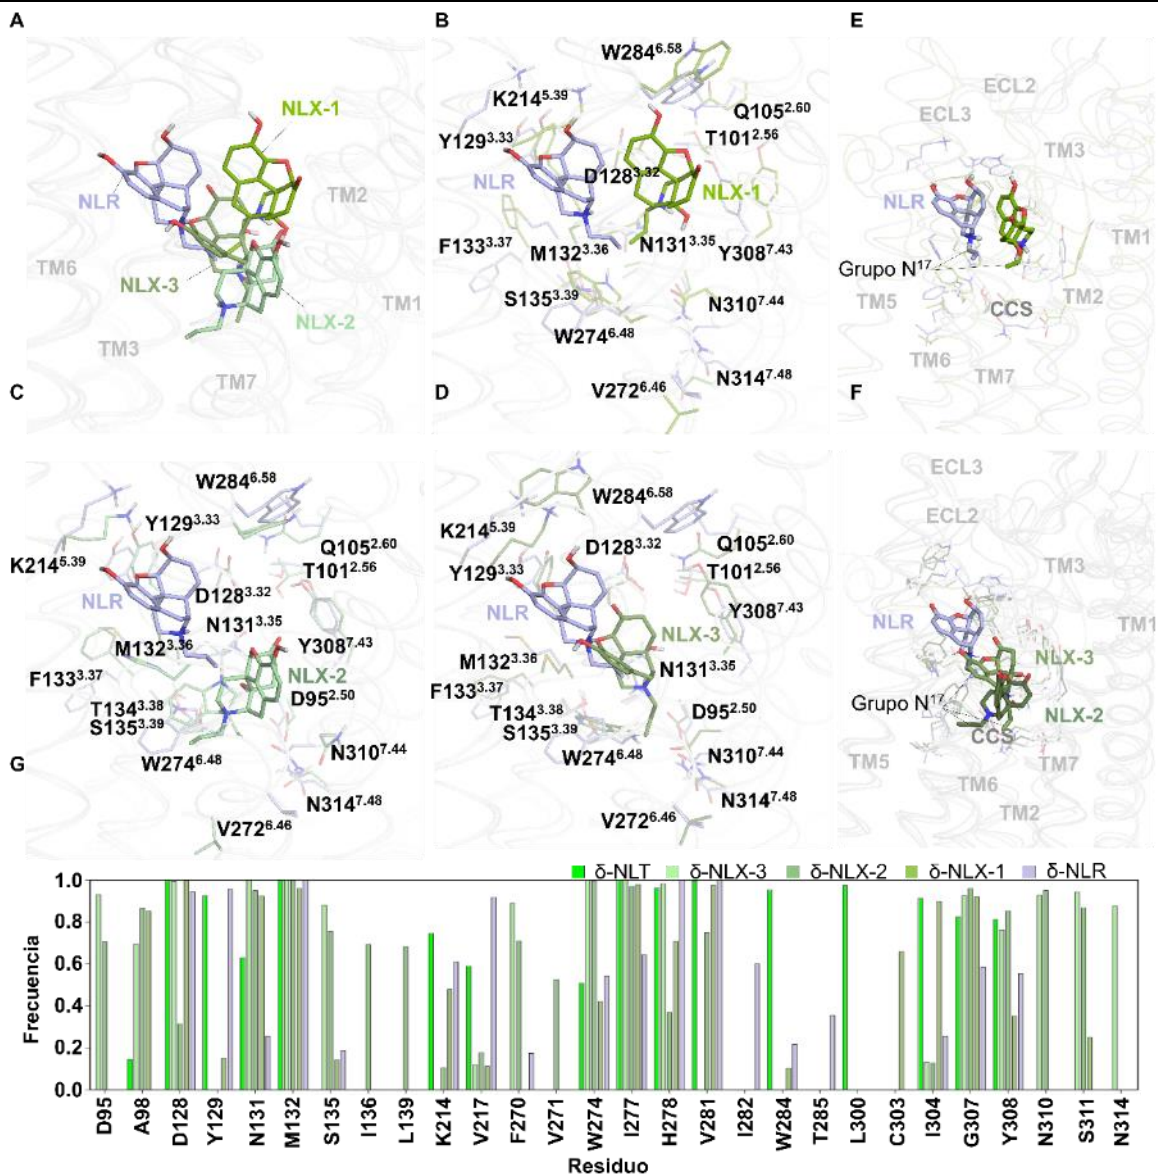 A
NLX-1
NLR
TM2
TM6
NLX-3
NLX-2
TM1
TM3
TM7
B
W284^6.58
K214^5.39
Q105^2.60
Y129^3.33
T101^2.56
NLR
D128^3.32
NLX-1
F133^3.37
M132^3.36
N131^3.35
Y308^7.43
S135^3.39
N310^7.44
W274^6.48
V272^6.46
N314^7.48
E
ECL2
ECL3
TM3
NLR
TM1
Grupo N^17
TM5
CCS
TM2
TM6
TM7
C
W284^6.58
Y129^3.33
K214^5.39
Q105^2.60
T101^2.56
NLR
D128^3.32
N131^3.35
M132^3.36
Y308^7.43
F133^3.37
NLX-2
T134^3.38
D95^2.50
S135^3.39
W274^6.48
N310^7.44
N314^7.48
V272^6.46
D
W284^6.58
K214^5.39
D128^3.32
Q105^2.60
Y129^3.33
T101^2.56
NLR
Y308^7.43
NLX-3
M132^3.36
N131^3.35
F133^3.37
T134^3.38
D95^2.50
S135^3.39
W274^6.48
N310^7.44
N314^7.48
V272^6.46
F
ECL3
ECL2
TM3
NLR
TM1
NLX-3
Grupo N^17
NLX-2
CCS
TM5
TM7
TM6
TM2
G
δ-NLT δ-NLX-3 δ-NLX-2 δ-NLX-1 δ-NLR
Frecuencia
1.0
0.8
0.6
0.4
0.2
0.0
D95 A98 D128 Y129 N131 M132 S135 I136 L139 K214 V217 F270 V271 W274 I277 H278 V281 I282 W284 T285 L300 C303 I304 G307 Y308 N310 S311 N314
Residuo